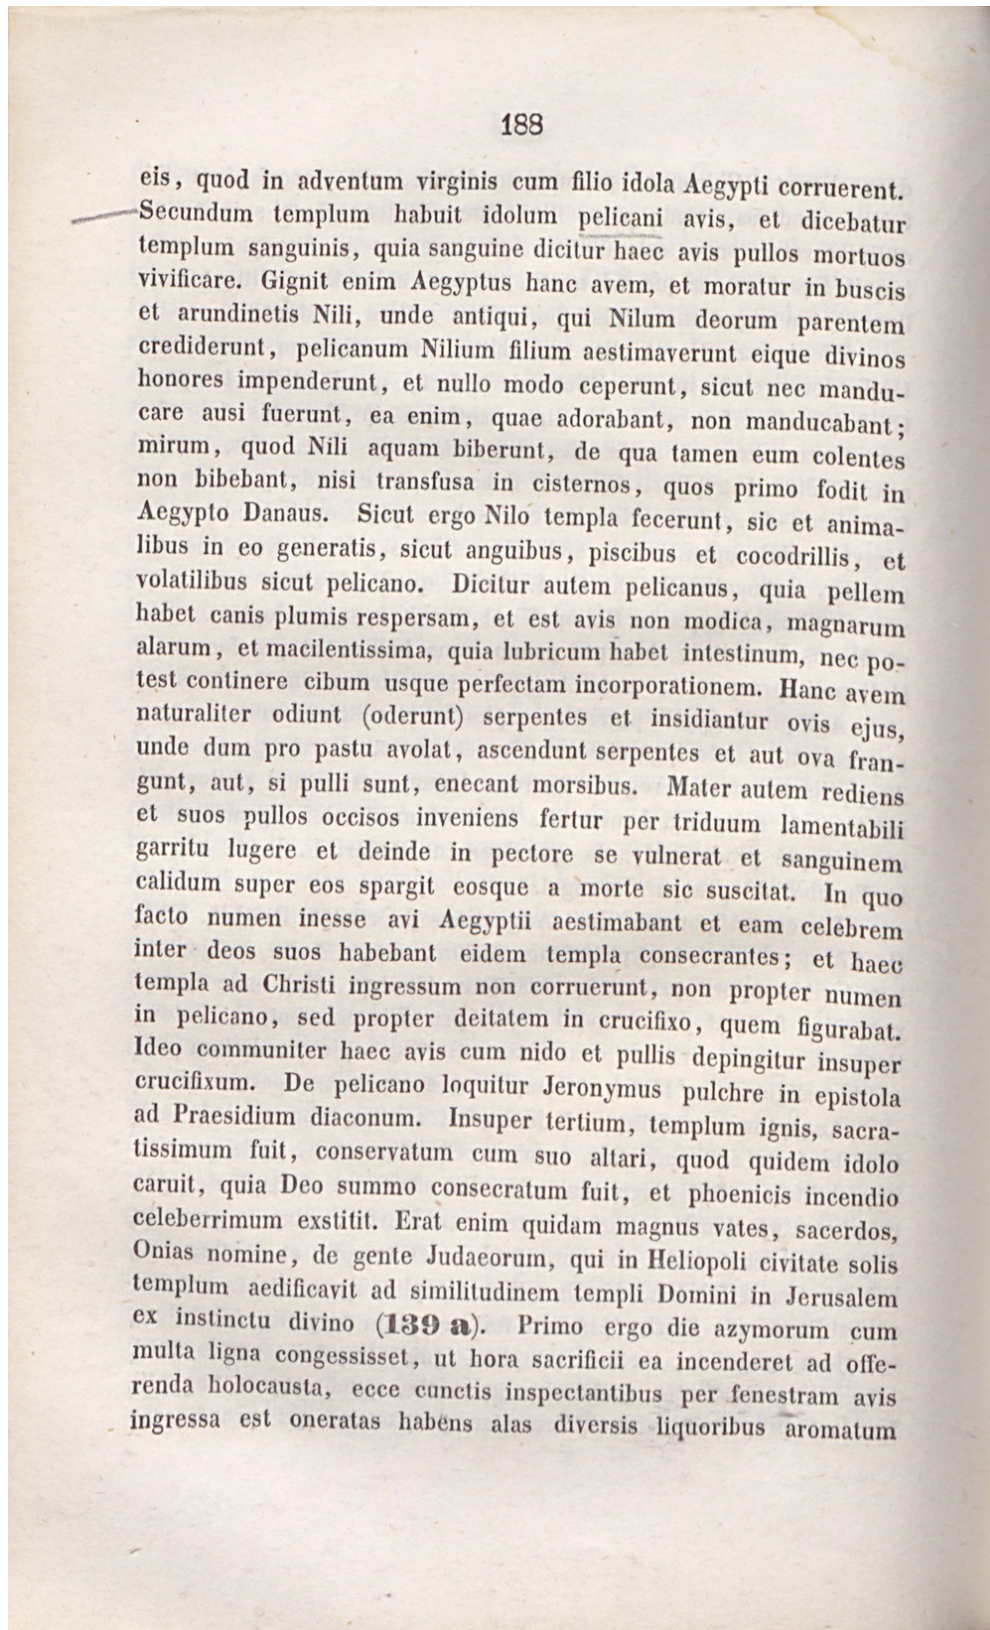 188
eis, quod in adventum virginis cum filio idola Aegypti corruerent.
Secundum templum habuit idolum pelicani avis, et dicebatur
templum sanguinis, quia sanguine dicitur haec avis pullos mortuos
vivificare. Gignit enim Aegyptus hanc avem, et moratur in buscis
et arundinetis Nili, unde antiqui, qui Nilum deorum parentem
crediderunt, pelicanum Nilium filium aestimaverunt eique divinos
honores impenderunt, et nullo modo ceperunt, sicut nec mandu-
care ausi fuerunt, ea enim, quae adorabant, non manducabant;
mirum, quod Nili aquam biberunt, de qua tamen eum colentes
non bibebant, nisi transfusa in cisternos, quos primo fodit in
Aegypto Danaus. Sicut ergo Nilo templa fecerunt, sic et anima-
libus in eo generatis, sicut anguibus, piscibus et cocodrillis, et
volatilibus sicut pelicano. Dicitur autem pelicanus, quia pellem
habet canis plumis respersam, et est avis non modica, magnarum
alarum, et macilentissima, quia lubricum habet intestinum, nec po-
test continere cibum usque perfectam incorporationem. Hanc avem
naturaliter odiunt (oderunt) serpentes et insidiantur ovis ejus,
unde dum pro pastu avolat, ascendunt serpentes et aut ova fran-
gunt, aut, si pulli sunt, enecant morsibus. Mater autem rediens
et suos pullos occisos inveniens fertur per triduum lamentabili
garritu lugere et deinde in pectore se vulnerat et sanguinem
calidum super eos spargit eosque a morte sic suscitat. In quo
facto numen inesse avi Aegyptii aestimabant et eam celebrem
inter deos suos habebant eidem templa consecrantes; et haec
templa ad Christi ingressum non corruerunt, non propter numen
in pelicano, sed propter deitatem in crucifixo, quem figurabat.
Ideo communiter haec avis cum nido et pullis depingitur insuper
crucifixum. De pelicano loquitur Jeronymus pulchre in epistola
ad Praesidium diaconum. Insuper tertium, templum ignis, sacra-
tissimum fuit, conservatum cum suo altari, quod quidem idolo
caruit, quia Deo summo consecratum fuit, et phoenicis incendio
celeberrimum exstitit. Erat enim quidam magnus vates, sacerdos,
Onias nomine, de gente Judaeorum, qui in Heliopoli civitate solis
templum aedificavit ad similitudinem templi Domini in Jerusalem
ex instinctu divino (139 a). Primo ergo die azymorum cum
multa ligna congessisset, ut hora sacrificii ea incenderet ad offe-
renda holocausta, ecce cunctis inspectantibus per fenestram avis
ingressa est oneratas habens alas diversis liquoribus aromatum